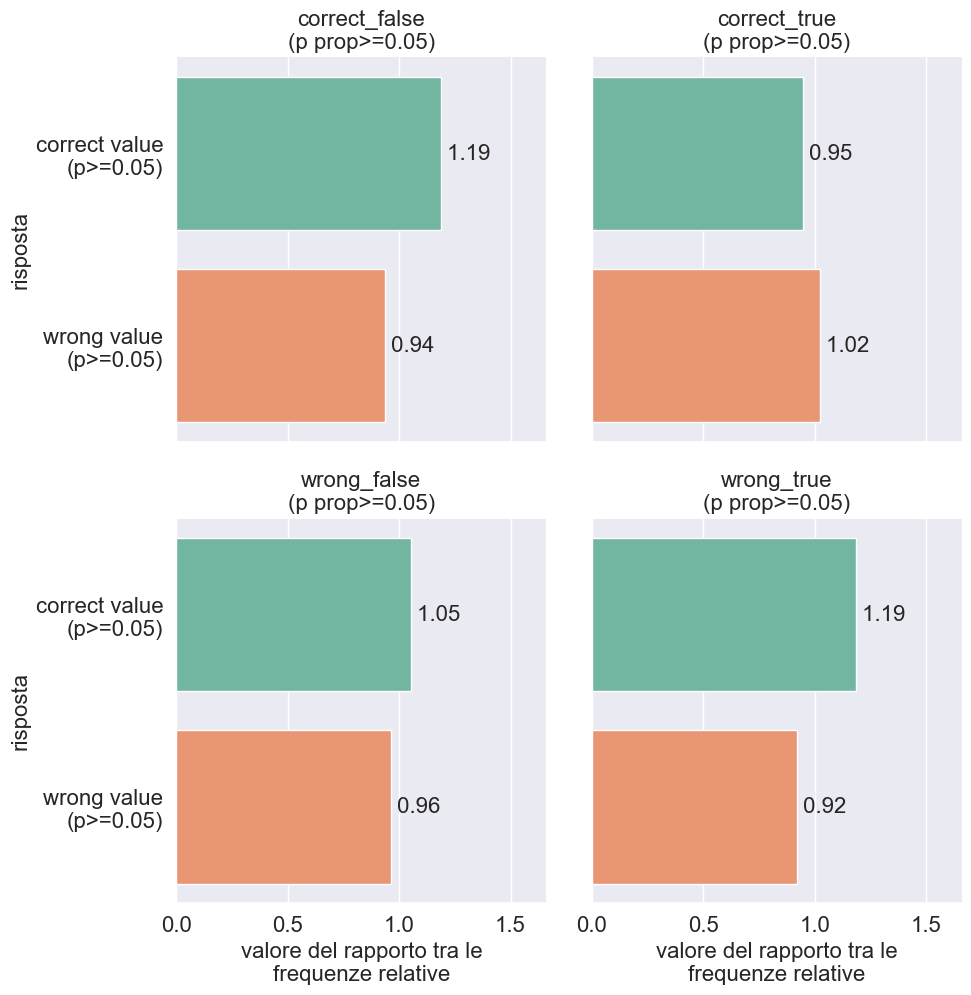 correct_false
(p prop>=0.05)
correct_true
(p prop>=0.05)
correct value
(p>=0.05)
1.19
0.95
risposta
wrong value
(p>=0.05)
0.94
1.02
wrong_false
(p prop>=0.05)
wrong_true
(p prop>=0.05)
correct value
(p>=0.05)
1.05
1.19
risposta
wrong value
(p>=0.05)
0.96
0.92
0.0 0.5 1.0 1.5
0.0 0.5 1.0 1.5
valore del rapporto tra le
frequenze relative
valore del rapporto tra le
frequenze relative